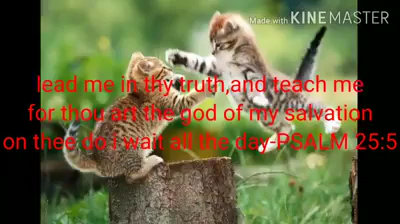 Made with KINEMASTER
lead me in thy truth,and teach me
for thou art the god of my salvation
on thee do i wait all the day-PSALM 25:5